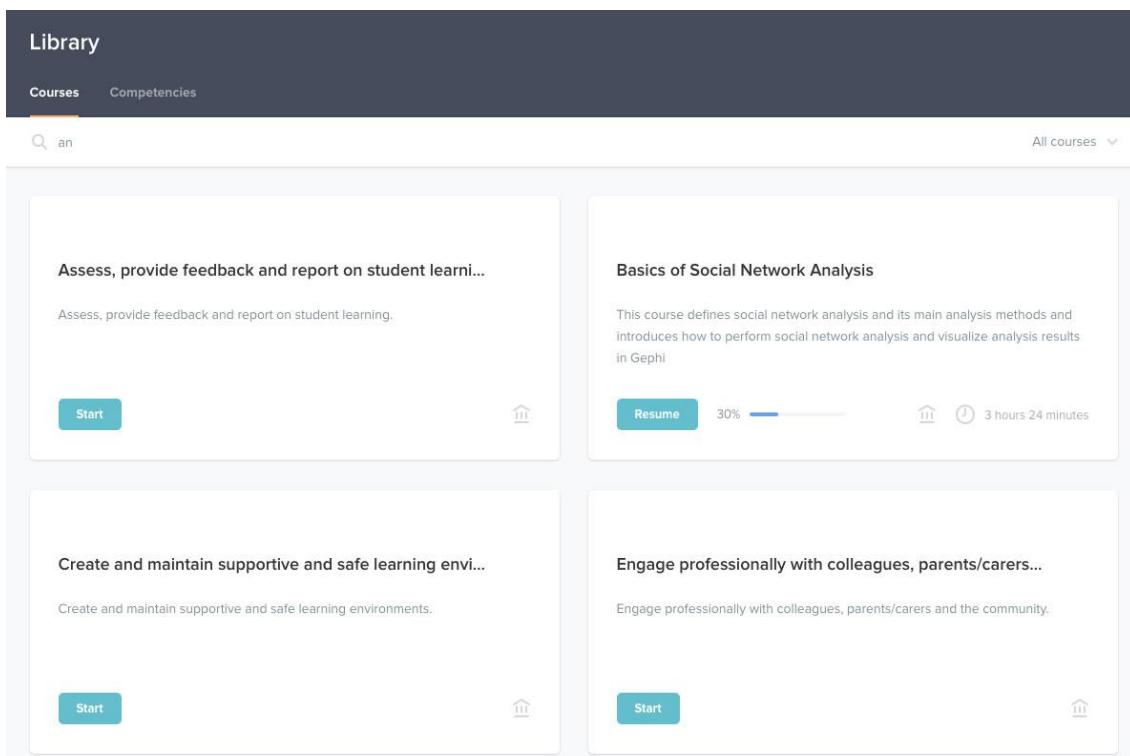 Library
Courses Competencies
an All courses
Assess, provide feedback and report on student learni...
Assess, provide feedback and report on student learning.
Start
Basics of Social Network Analysis
This course defines social network analysis and its main analysis methods and
introduces how to perform social network analysis and visualize analysis results
in Gephi
Resume 30% 3 hours 24 minutes
Create and maintain supportive and safe learning envi...
Create and maintain supportive and safe learning environments.
Start
Engage professionally with colleagues, parents/carers...
Engage professionally with colleagues, parents/carers and the community.
Start